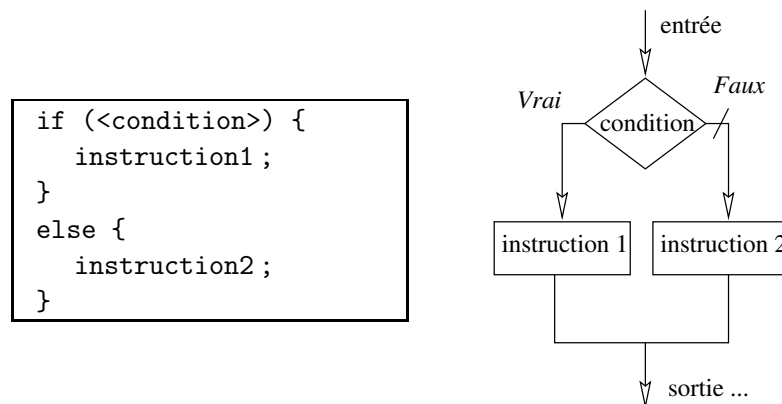 if (<condition>) {
instruction1 ;
}
else {
instruction2 ;
}
entrée
Vrai
Faux
condition
instruction 1
instruction 2
sortie ...